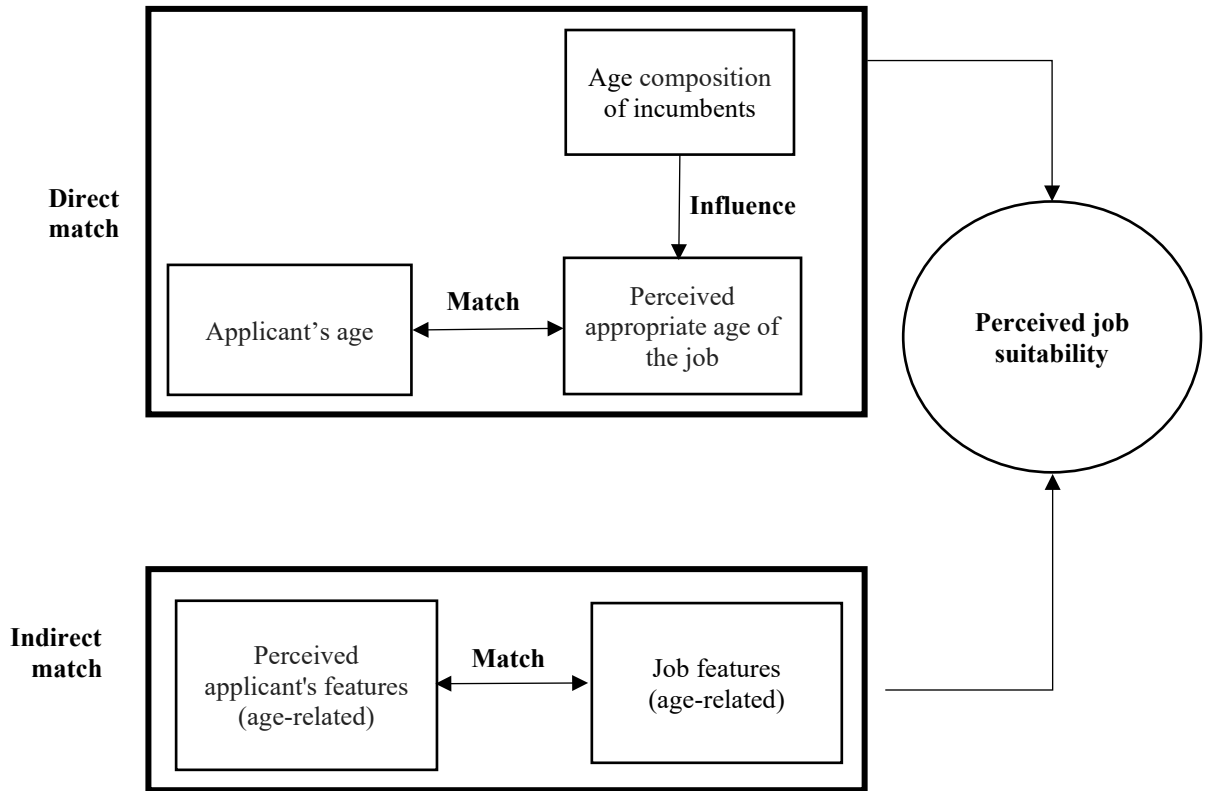 Age composition
of incumbents
Direct
match
Influence
Applicant’s age
Match
Perceived
appropriate age of
the job
Perceived job
suitability
Indirect
match
Perceived
applicant's features
(age-related)
Match
Job features
(age-related)